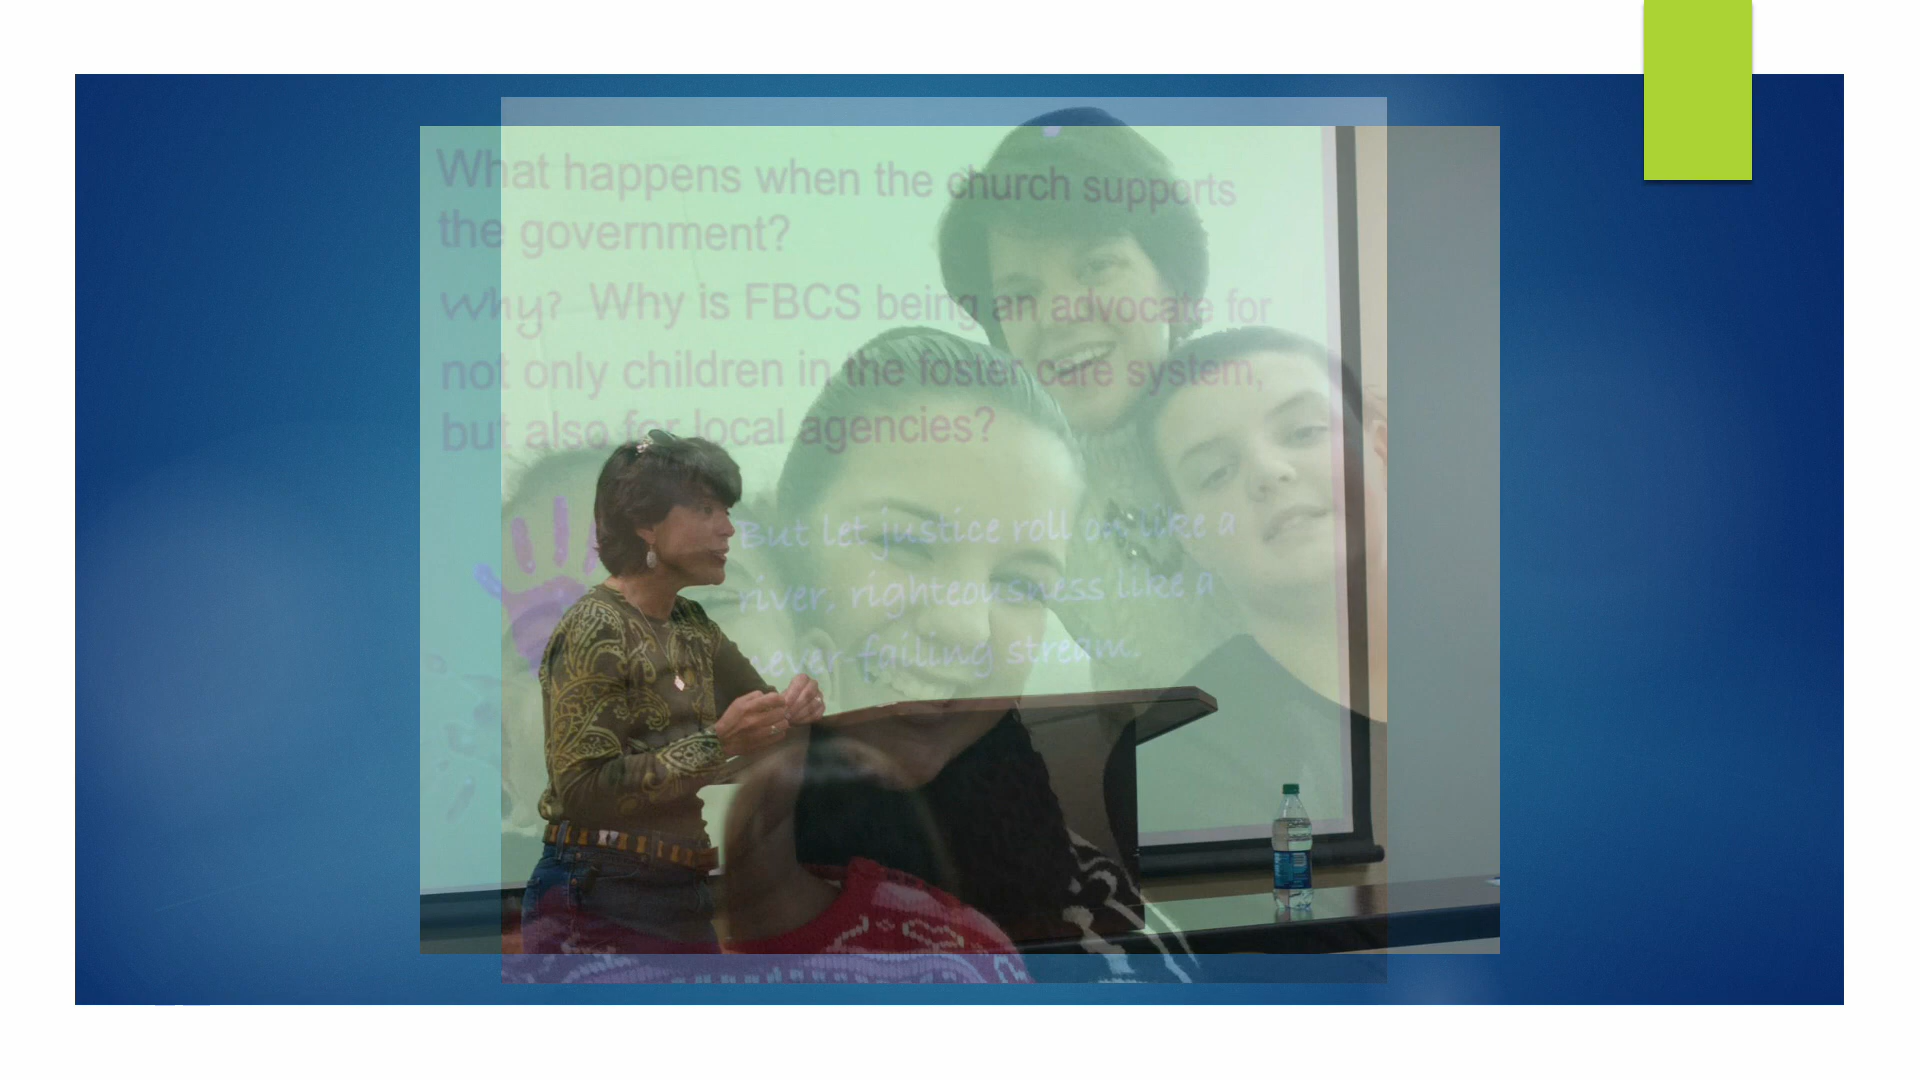 What happens when the church supports
the government?
Why? Why is FBCS being an advocate for
not only children in the foster care system,
but also for local agencies?
But let justice roll on like a
river, righteousness like a
never-failing stream.